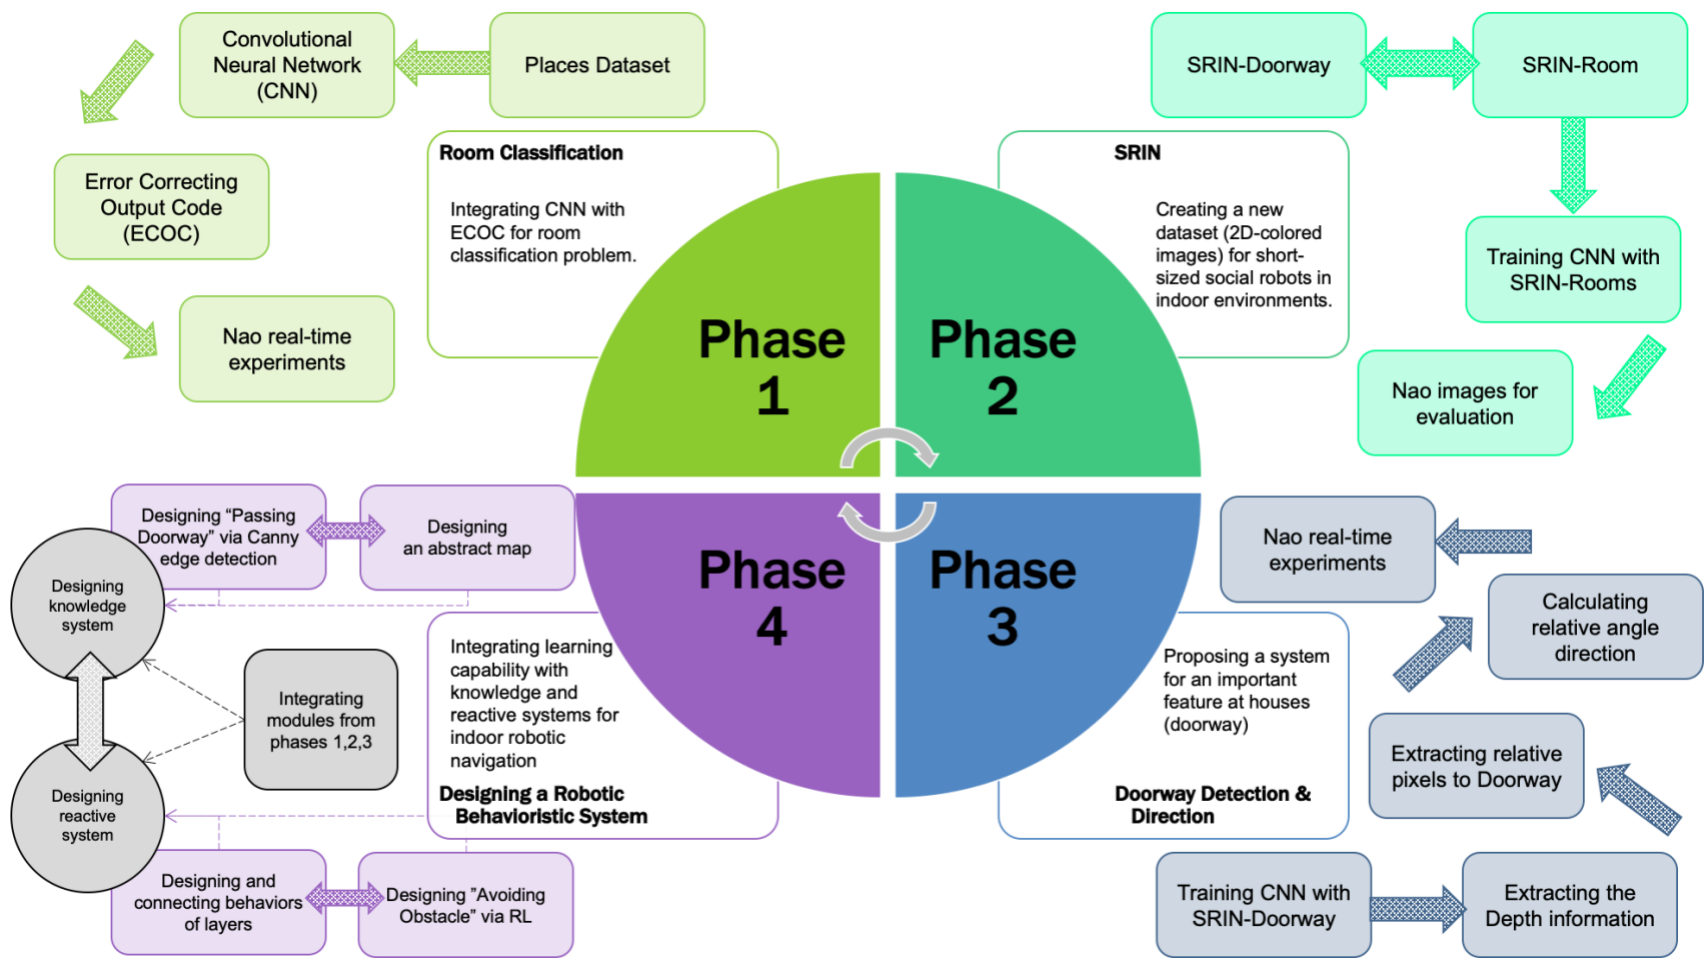 Convolutional
Neural Network
(CNN)
Places Dataset
Error Correcting
Output Code
(ECOC)
Nao real-time
experiments
Room Classification
Integrating CNN with
ECOC for room
classification problem.
Phase
1
SRIN-Doorway
SRIN-Room
Training CNN with
SRIN-Rooms
Nao images for
evaluation
SRIN
Creating a new
dataset (2D-colored
images) for short-
sized social robots in
indoor environments.
Phase
2
Designing “Passing
Doorway” via Canny
edge detection
Designing
an abstract map
Designing
knowledge
system
Integrating
modules from
phases 1,2,3
Designing
reactive
system
Designing and
connecting behaviors
of layers
Designing ”Avoiding
Obstacle” via RL
Integrating learning
capability with
knowledge and
reactive systems for
indoor robotic
navigation
Designing a Robotic
Behavioristic System
Phase
4
Phase
3
Proposing a system
for an important
feature at houses
(doorway)
Doorway Detection &
Direction
Nao real-time
experiments
Calculating
relative angle
direction
Extracting relative
pixels to Doorway
Training CNN with
SRIN-Doorway
Extracting the
Depth information